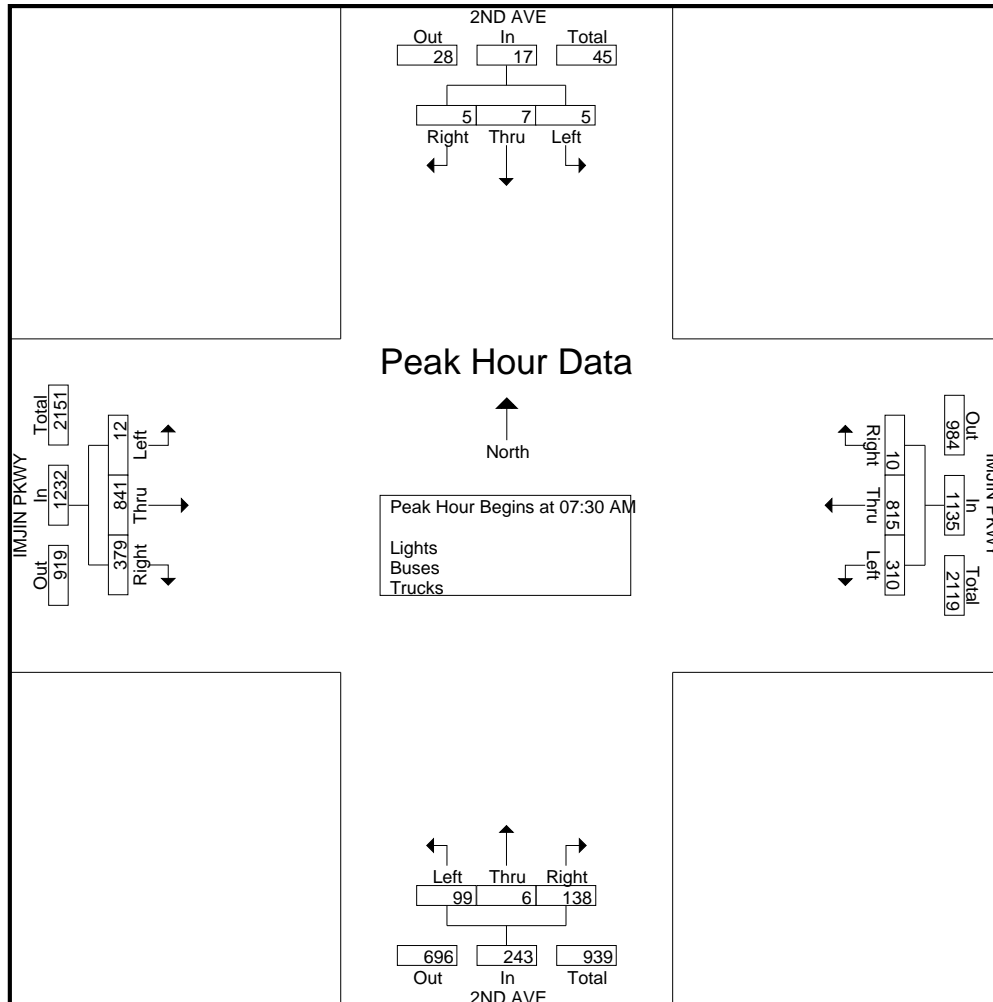 2ND AVE
Out In Total
28 17 45
5 7 5
Right Thru Left
Peak Hour Data
North
Peak Hour Begins at 07:30 AM
Lights
Buses
Trucks
IMJIN PKWY
Total In Out
2151 1232 919
12 841 379
Left Thru Right
Right Thru Left
10 815 310
984 1135 2119
Out In Total
IMJIN PKWY
Left Thru Right
99 6 138
696 243 939
Out In Total
2ND AVE